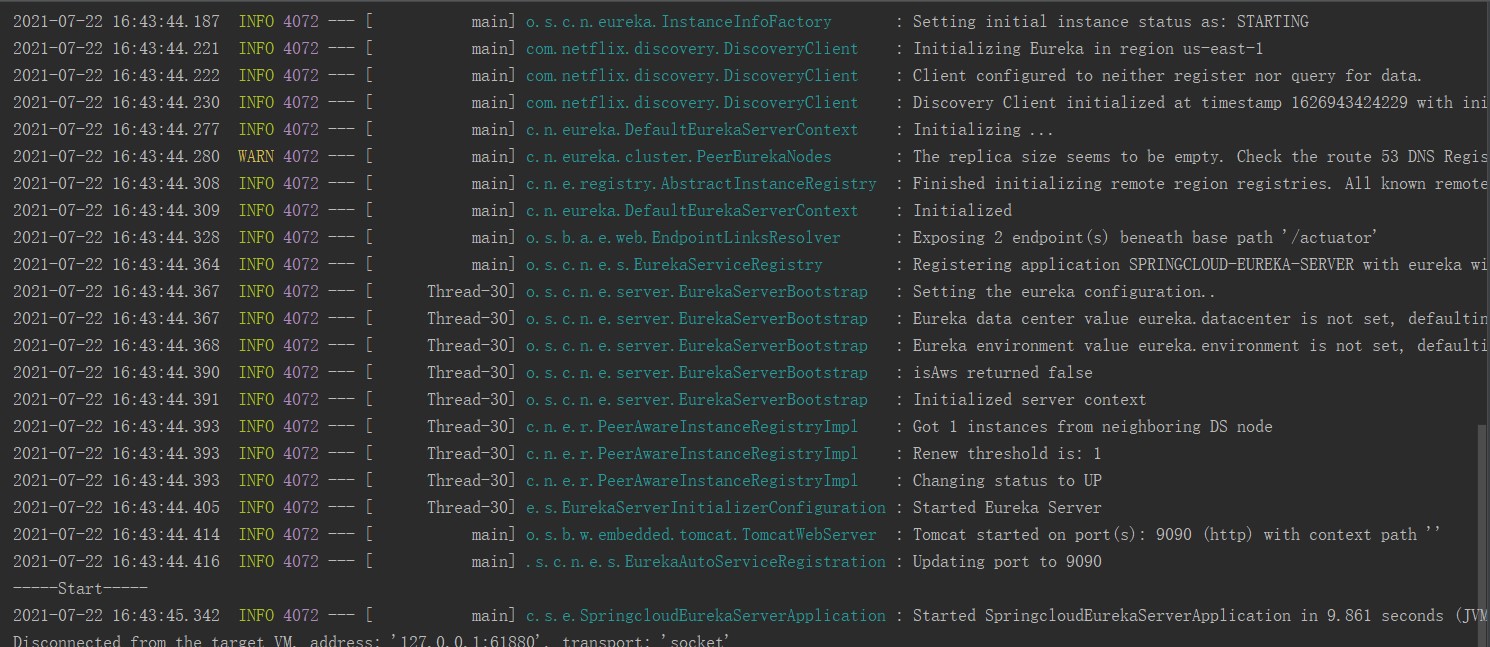 2021-07-22 16:43:44.187  INFO 4072 --- [           main] o.s.c.n.eureka.InstanceInfoFactory       : Setting initial instance status as: STARTING
2021-07-22 16:43:44.221  INFO 4072 --- [           main] com.netflix.discovery.DiscoveryClient    : Initializing Eureka in region us-east-1
2021-07-22 16:43:44.222  INFO 4072 --- [           main] com.netflix.discovery.DiscoveryClient    : Client configured to neither register nor query for data.
2021-07-22 16:43:44.230  INFO 4072 --- [           main] com.netflix.discovery.DiscoveryClient    : Discovery Client initialized at timestamp 1626943424229 with ini
2021-07-22 16:43:44.277  INFO 4072 --- [           main] c.n.eureka.DefaultEurekaServerContext    : Initializing ...
2021-07-22 16:43:44.280  WARN 4072 --- [           main] c.n.eureka.cluster.PeerEurekaNodes       : The replica size seems to be empty. Check the route 53 DNS Regis
2021-07-22 16:43:44.308  INFO 4072 --- [           main] c.n.e.registry.AbstractInstanceRegistry  : Finished initializing remote region registries. All known remote
2021-07-22 16:43:44.309  INFO 4072 --- [           main] c.n.eureka.DefaultEurekaServerContext    : Initialized
2021-07-22 16:43:44.328  INFO 4072 --- [           main] o.s.b.a.e.web.EndpointLinksResolver      : Exposing 2 endpoint(s) beneath base path '/actuator'
2021-07-22 16:43:44.364  INFO 4072 --- [           main] o.s.c.n.e.s.EurekaServiceRegistry        : Registering application SPRINGCLOUD-EUREKA-SERVER with eureka wi
2021-07-22 16:43:44.367  INFO 4072 --- [      Thread-30] o.s.c.n.e.server.EurekaServerBootstrap   : Setting the eureka configuration..
2021-07-22 16:43:44.367  INFO 4072 --- [      Thread-30] o.s.c.n.e.server.EurekaServerBootstrap   : Eureka data center value eureka.datacenter is not set, defaultin
2021-07-22 16:43:44.368  INFO 4072 --- [      Thread-30] o.s.c.n.e.server.EurekaServerBootstrap   : Eureka environment value eureka.environment is not set, defaulti
2021-07-22 16:43:44.390  INFO 4072 --- [      Thread-30] o.s.c.n.e.server.EurekaServerBootstrap   : isAws returned false
2021-07-22 16:43:44.391  INFO 4072 --- [      Thread-30] o.s.c.n.e.server.EurekaServerBootstrap   : Initialized server context
2021-07-22 16:43:44.393  INFO 4072 --- [      Thread-30] c.n.e.r.PeerAwareInstanceRegistryImpl    : Got 1 instances from neighboring DS node
2021-07-22 16:43:44.393  INFO 4072 --- [      Thread-30] c.n.e.r.PeerAwareInstanceRegistryImpl    : Renew threshold is: 1
2021-07-22 16:43:44.393  INFO 4072 --- [      Thread-30] c.n.e.r.PeerAwareInstanceRegistryImpl    : Changing status to UP
2021-07-22 16:43:44.405  INFO 4072 --- [      Thread-30] e.s.EurekaServerInitializerConfiguration : Started Eureka Server
2021-07-22 16:43:44.414  INFO 4072 --- [           main] o.s.b.w.embedded.tomcat.TomcatWebServer  : Tomcat started on port(s): 9090 (http) with context path ''
2021-07-22 16:43:44.416  INFO 4072 --- [           main] .s.c.n.e.s.EurekaAutoServiceRegistration : Updating port to 9090
-----Start-----
2021-07-22 16:43:45.342  INFO 4072 --- [           main] c.s.e.SpringcloudEurekaServerApplication : Started SpringcloudEurekaServerApplication in 9.861 seconds (JVM
Disconnected from the target VM, address: '127.0.0.1:61880', transport: 'socket'